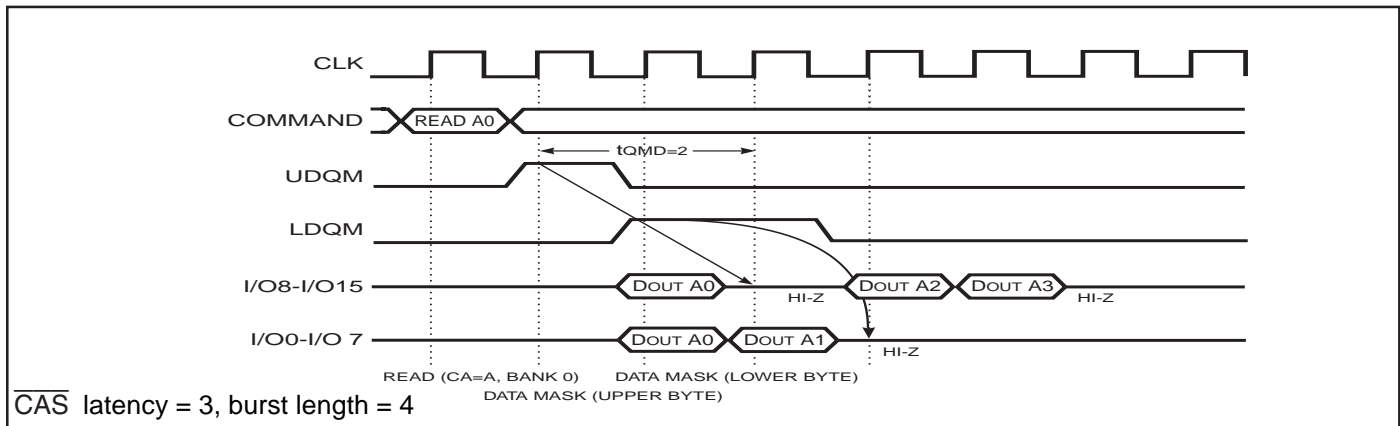 CLK
COMMAND
READ A0
tQMD=2
UDQM
LDQM
I/O8-I/O15
DOUT A0
HI-Z
DOUT A2
DOUT A3
HI-Z
I/O0-I/O 7
DOUT A0
DOUT A1
HI-Z
READ (CA=A, BANK 0)
DATA MASK (LOWER BYTE)
DATA MASK (UPPER BYTE)
CAS latency = 3, burst length = 4